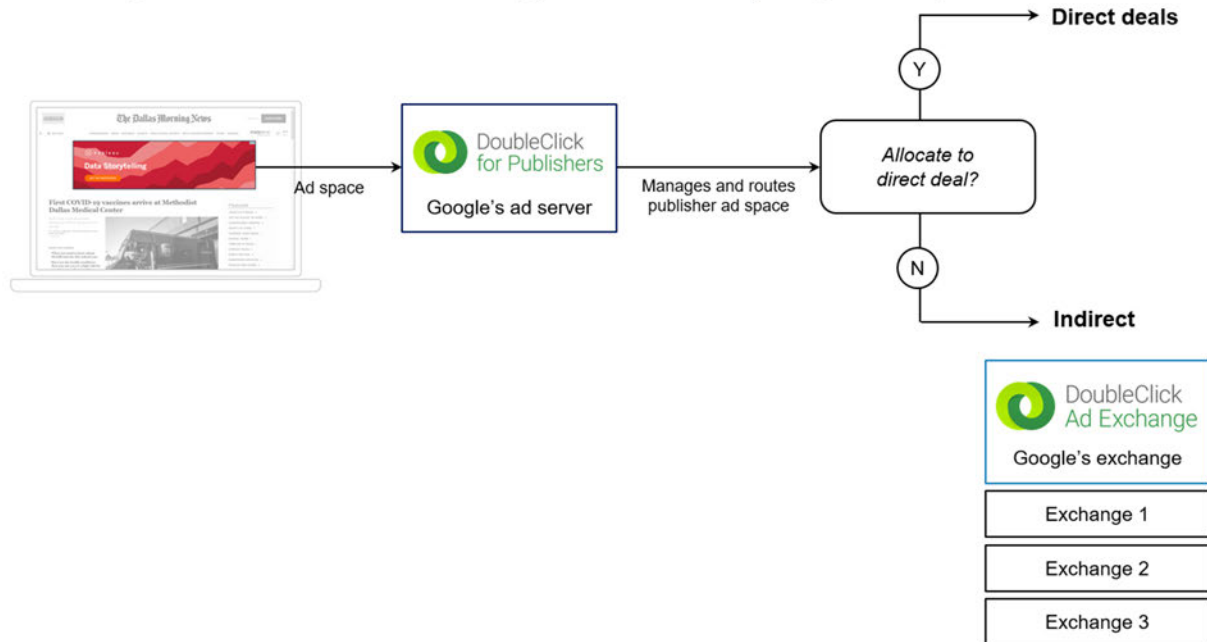 Direct deals
Y
The Dallas Morning News
Data Storytelling
First COVID-19 vaccines arrive at Methodist
Dallas Medical Center
Ad space
DoubleClick
for Publishers
Google's ad server
Manages and routes
publisher ad space
Allocate to
direct deal?
N
Indirect
DoubleClick
Ad Exchange
Google's exchange
Exchange 1
Exchange 2
Exchange 3